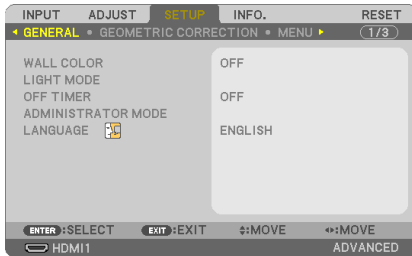 INPUT ADJUST SETUP INFO. RESET
GENERAL • GEOMETRIC CORRECTION • MENU 1/3
WALL COLOR OFF
LIGHT MODE
OFF TIMER OFF
ADMINISTRATOR MODE
LANGUAGE ENGLISH
ENTER :SELECT EXIT :EXIT :MOVE :MOVE
HDMI1 ADVANCED